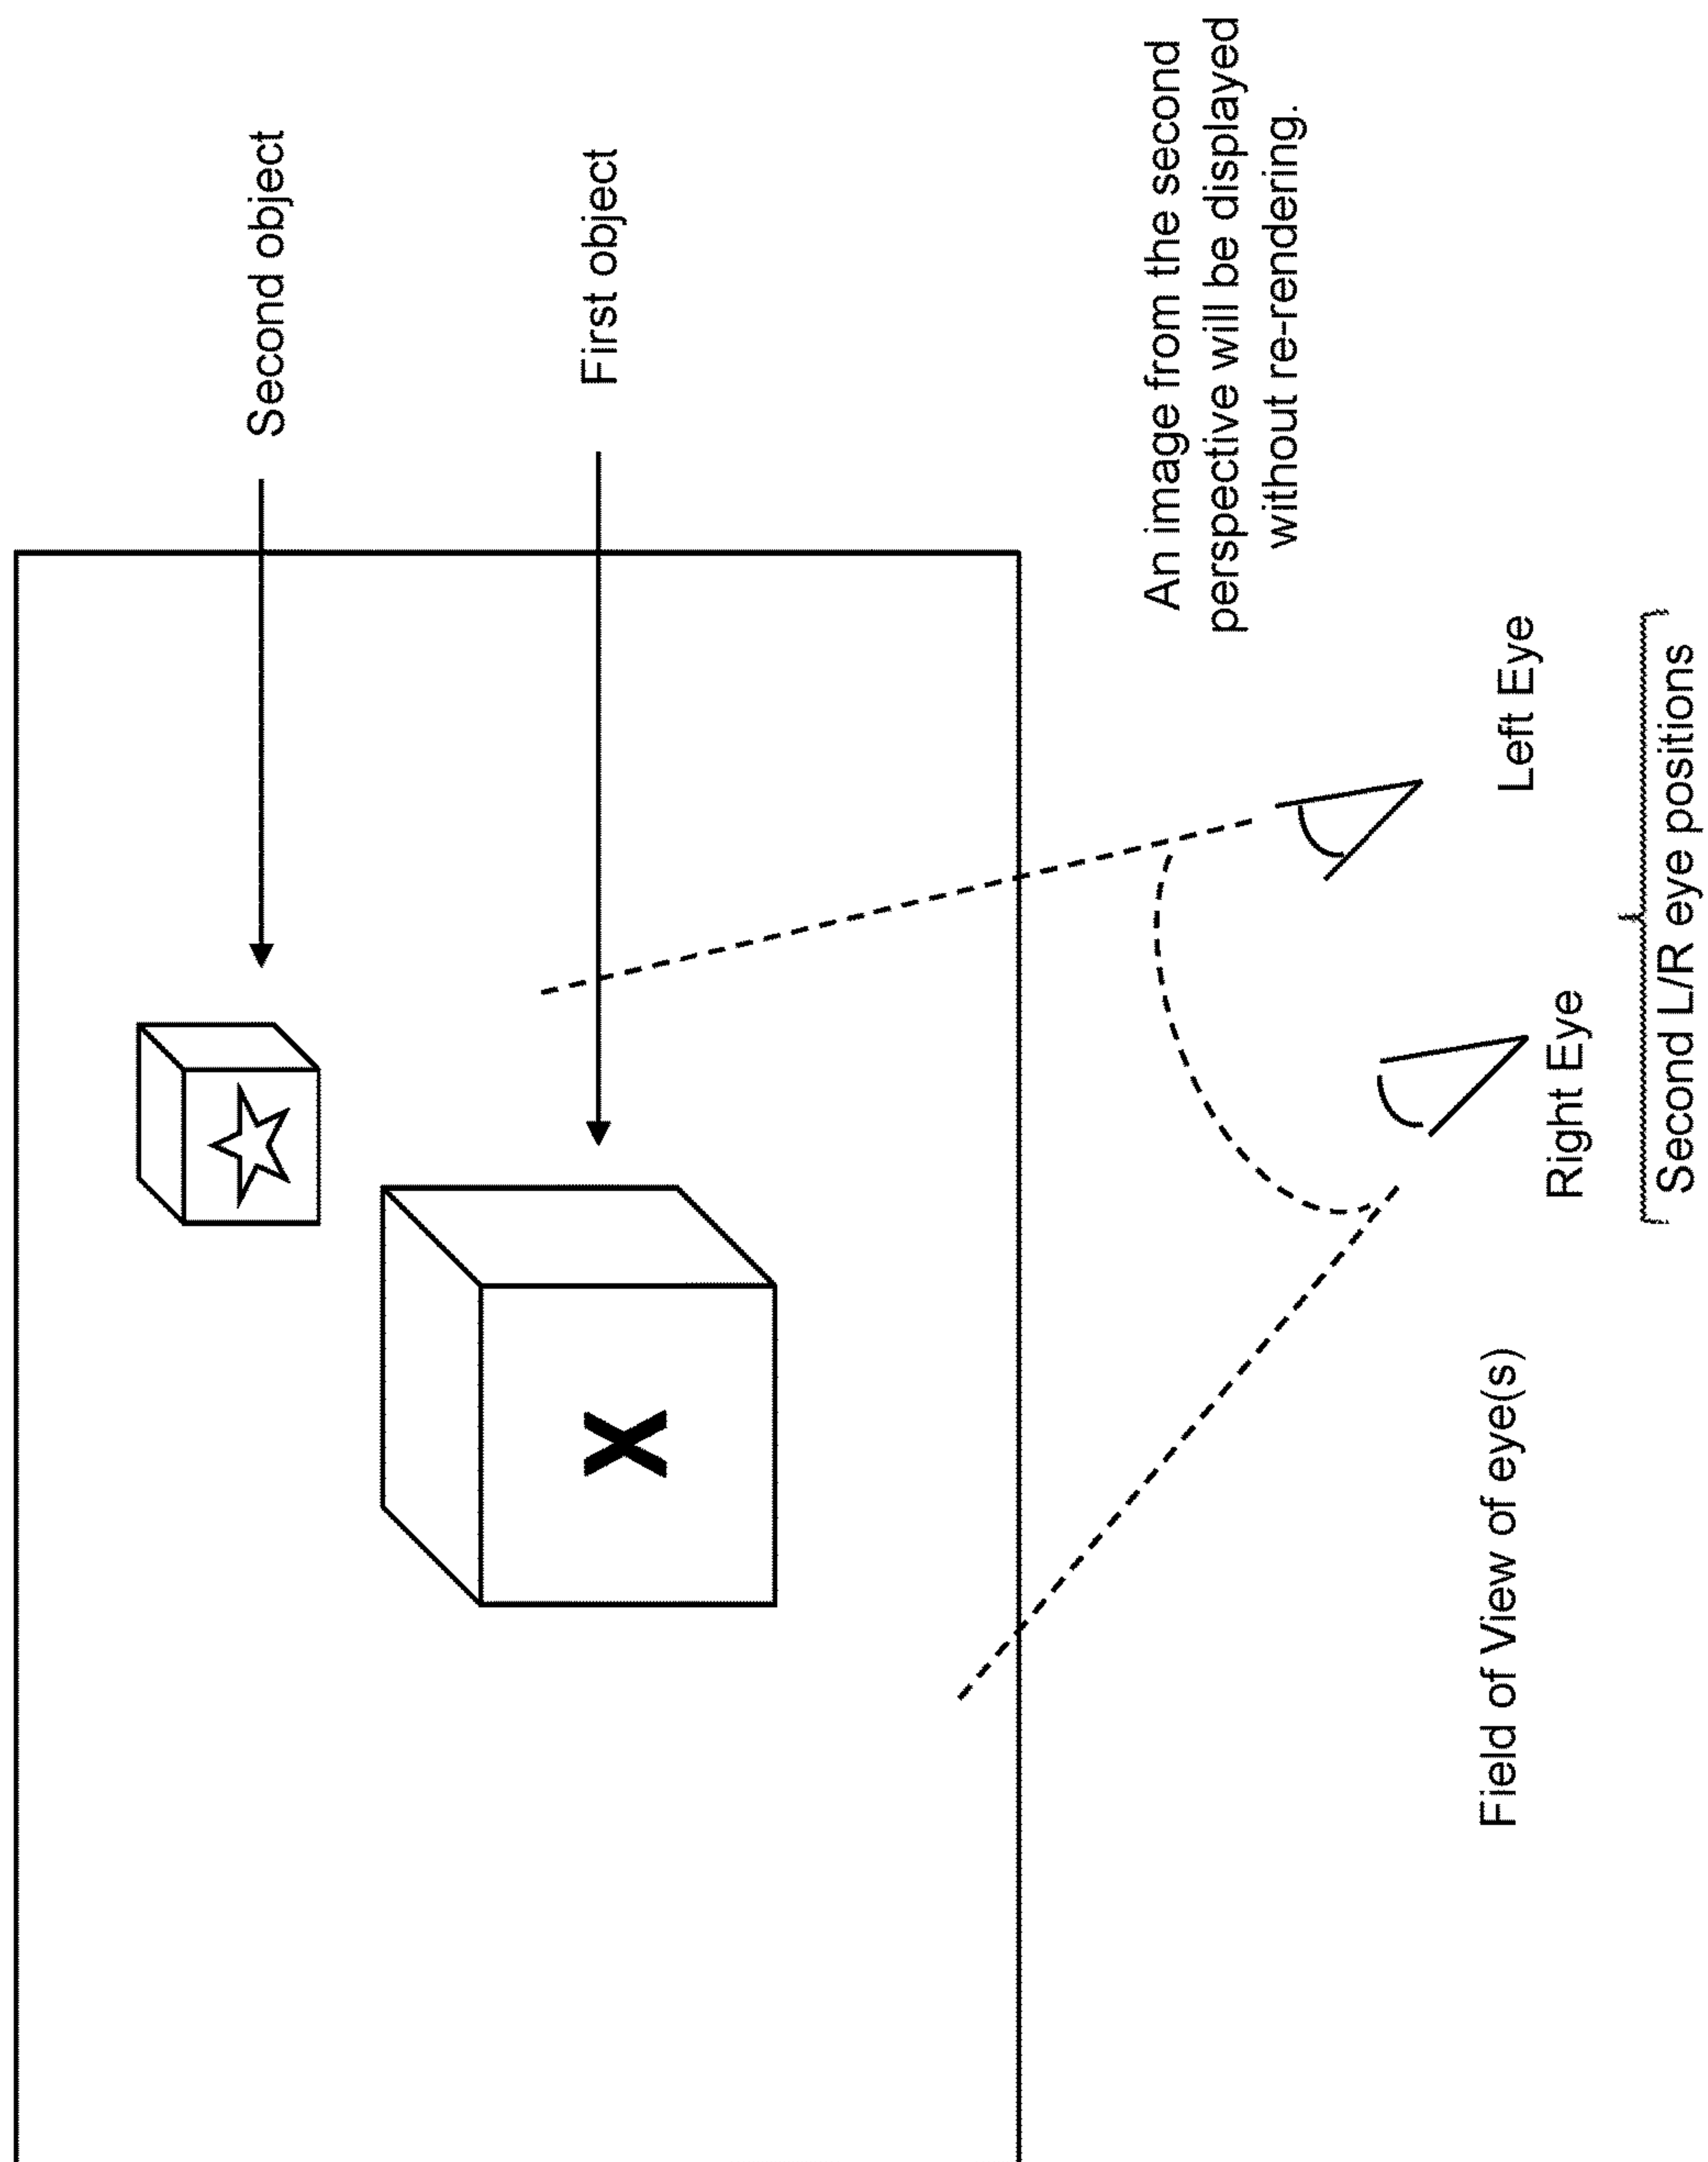 Second object
First object
X
An image from the second
perspective will be displayed
without re-rendering.
Left Eye
Right Eye
Second L/R eye positions
Field of View of eye(s)